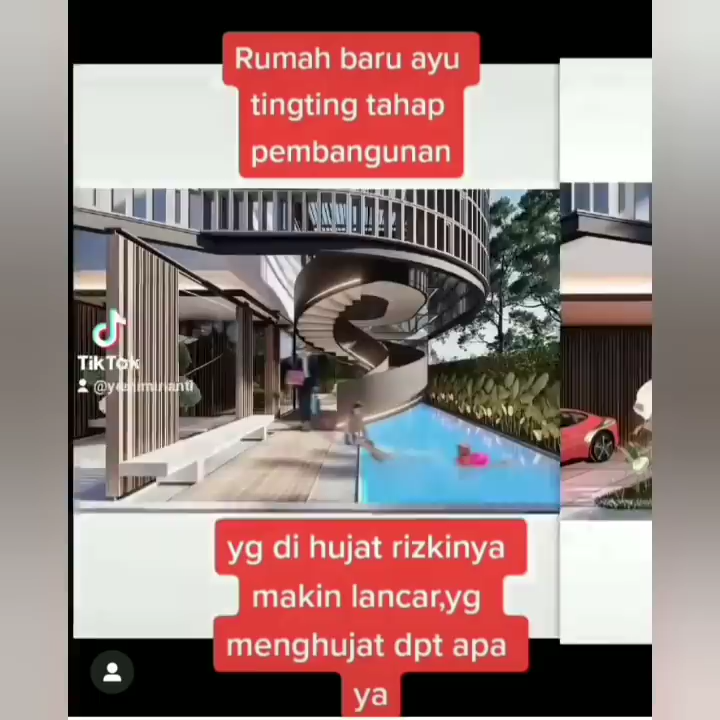 Rumah baru ayu
tingting tahap
pembangunan
TikTok
yg di hujat rizkinya
makin lancar,yg
menghujat dpt apa
ya